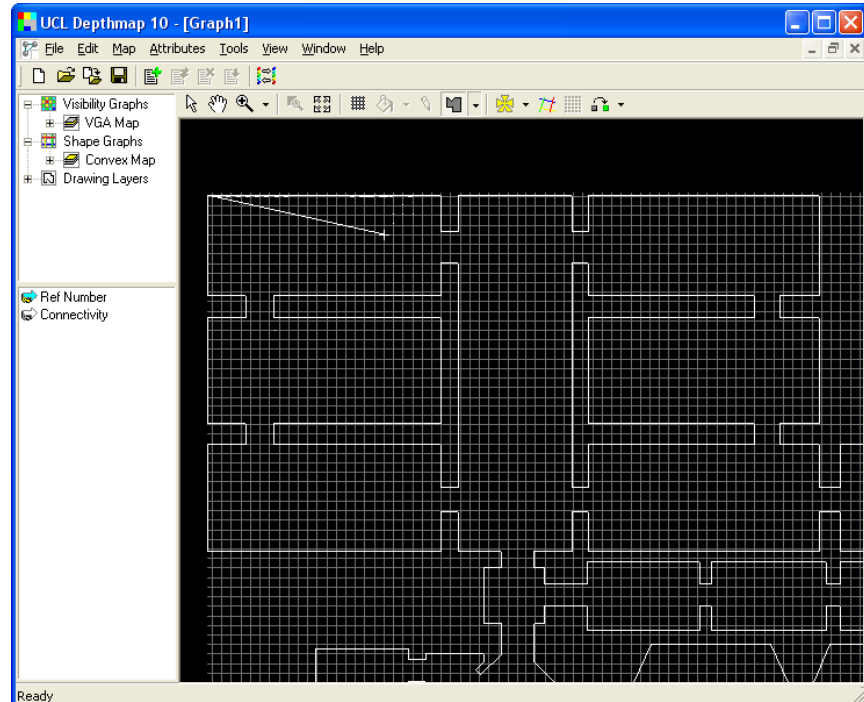 UCL Depthmap 10 - [Graph1]
File Edit Map Attributes Tools View Window Help
Visibility Graphs
VGA Map
Shape Graphs
Convex Map
Drawing Layers
Ref Number
Connectivity
Ready